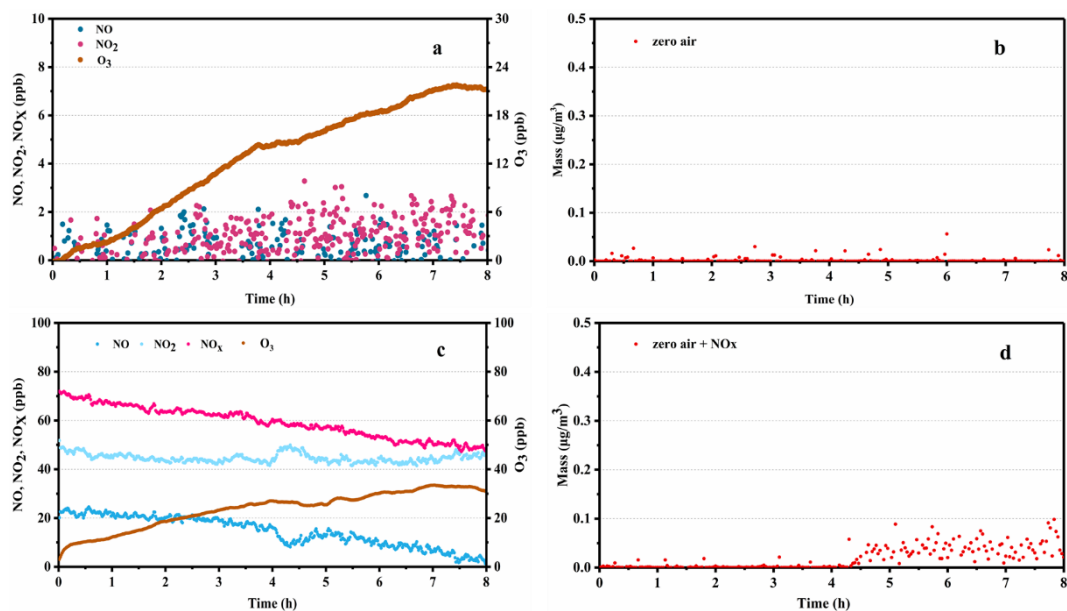 10
8
6
4
2
0
NO, NO2, NOX (ppb)
NO
NO2
O3
a
30
24
18
12
6
0
O3 (ppb)
0 1 2 3 4 5 6 7 8
Time (h)
0.5
0.4
0.3
0.2
0.1
0.0
Mass (μg/m3)
zero air
b
0 1 2 3 4 5 6 7 8
Time (h)
100
80
60
40
20
0
NO, NO2, NOX (ppb)
NO NO2 NOX O3
c
100
80
60
40
20
0
O3 (ppb)
0 1 2 3 4 5 6 7 8
Time (h)
0.5
0.4
0.3
0.2
0.1
0.0
Mass (μg/m3)
zero air + NOx
d
0 1 2 3 4 5 6 7 8
Time (h)